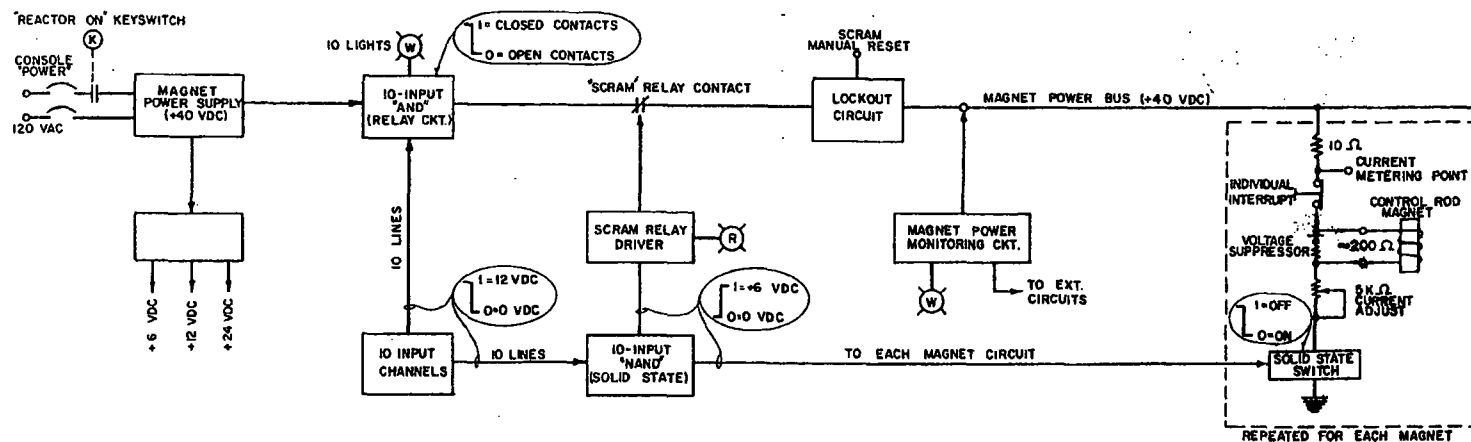 "REACTOR ON" KEYSWITCH
K
CONSOLE
"POWER"
120 VAC
MAGNET
POWER SUPPLY
(+40 VDC)
+6 VDC
+12 VDC
+24 VDC
10 LIGHTS
W
1 = CLOSED CONTACTS
0 = OPEN CONTACTS
10-INPUT
"AND"
(RELAY CKT.)
10 LINES
1 = 12 VDC
0=0 VDC
10 INPUT
CHANNELS
10 LINES
"SCRAM" RELAY CONTACT
SCRAM RELAY
DRIVER
R
1 = +6 VDC
0=0 VDC
10-INPUT
"NAND"
(SOLID STATE)
SCRAM
MANUAL RESET
LOCKOUT
CIRCUIT
MAGNET POWER BUS (+40 VDC)
MAGNET POWER
MONITORING CKT.
W
TO EXT.
CIRCUITS
TO EACH MAGNET CIRCUIT
10 Ω
CURRENT
METERING POINT
INDIVIDUAL
INTERRUPT
CONTROL ROD
MAGNET
VOLTAGE
SUPPRESSOR
≈200 Ω
5K Ω
CURRENT
ADJUST
1 = OFF
0 = ON
SOLID STATE
SWITCH
REPEATED FOR EACH MAGNET